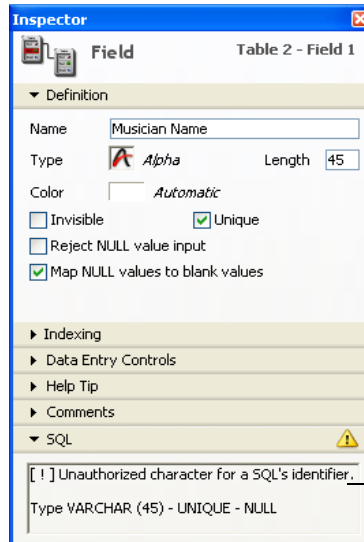 Inspector
Field Table 2 - Field 1
Definition
Name Musician Name
Type Alpha Length 45
Color Automatic
Invisible Unique
Reject NULL value input
Map NULL values to blank values
Indexing
Data Entry Controls
Help Tip
Comments
SQL
[ ! ] Unauthorized character for a SQL's identifier.
Type VARCHAR (45) - UNIQUE - NULL